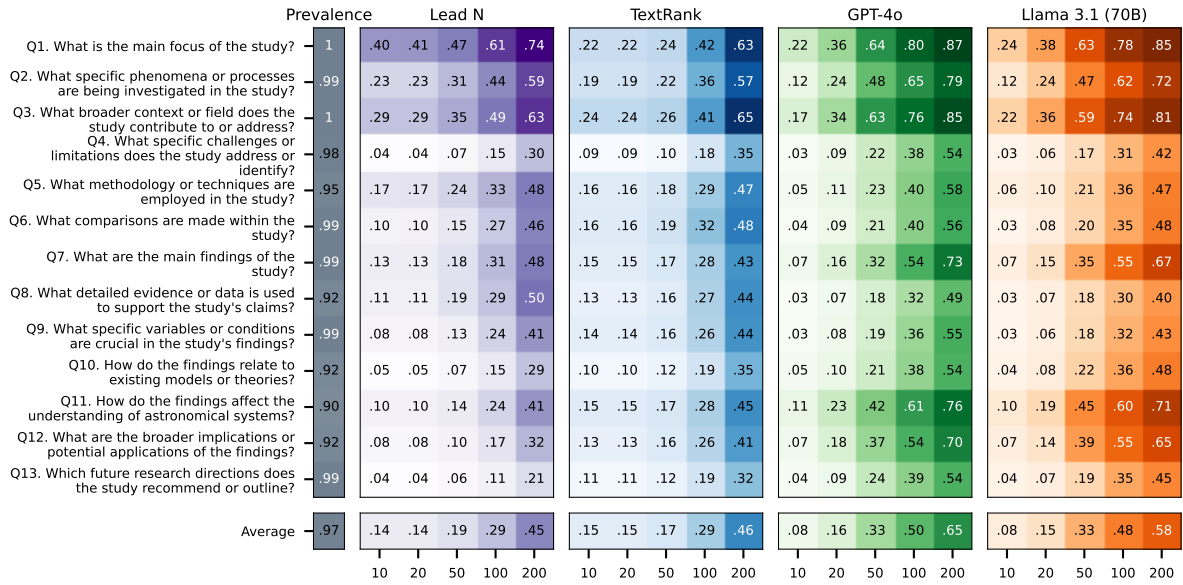 Prevalence Lead N TextRank GPT-4o Llama 3.1 (70B)
Q1. What is the main focus of the study? 1 .40 .41 .47 .61 .74 .22 .22 .24 .42 .63 .22 .36 .64 .80 .87 .24 .38 .63 .78 .85
Q2. What specific phenomena or processes
are being investigated in the study? .99 .23 .23 .31 .44 .59 .19 .19 .22 .36 .57 .12 .24 .48 .65 .79 .12 .24 .47 .62 .72
Q3. What broader context or field does the
study contribute to or address? 1 .29 .29 .35 .49 .63 .24 .24 .26 .41 .65 .17 .34 .63 .76 .85 .22 .36 .59 .74 .81
Q4. What specific challenges or
limitations does the study address or
identify? .98 .04 .04 .07 .15 .30 .09 .09 .10 .18 .35 .03 .09 .22 .38 .54 .03 .06 .17 .31 .42
Q5. What methodology or techniques are
employed in the study? .95 .17 .17 .24 .33 .48 .16 .16 .18 .29 .47 .05 .11 .23 .40 .58 .06 .10 .21 .36 .47
Q6. What comparisons are made within the
study? .99 .10 .10 .15 .27 .46 .16 .16 .19 .32 .48 .04 .09 .21 .40 .56 .03 .08 .20 .35 .48
Q7. What are the main findings of the
study? .99 .13 .13 .18 .31 .48 .15 .15 .17 .28 .43 .07 .16 .32 .54 .73 .07 .15 .35 .55 .67
Q8. What detailed evidence or data is used
to support the study's claims? .92 .11 .11 .19 .29 .50 .13 .13 .16 .27 .44 .03 .07 .18 .32 .49 .03 .07 .18 .30 .40
Q9. What specific variables or conditions
are crucial in the study's findings? .99 .08 .08 .13 .24 .41 .14 .14 .16 .26 .44 .03 .08 .19 .36 .55 .03 .06 .18 .32 .43
Q10. How do the findings relate to
existing models or theories? .92 .05 .05 .07 .15 .29 .10 .10 .12 .19 .35 .05 .10 .21 .38 .54 .04 .08 .22 .36 .48
Q11. How do the findings affect the
understanding of astronomical systems? .90 .10 .10 .14 .24 .41 .15 .15 .17 .28 .45 .11 .23 .42 .61 .76 .10 .19 .45 .60 .71
Q12. What are the broader implications or
potential applications of the findings? .92 .08 .08 .10 .17 .32 .13 .13 .16 .26 .41 .07 .18 .37 .54 .70 .07 .14 .39 .55 .65
Q13. Which future research directions does
the study recommend or outline? .99 .04 .04 .06 .11 .21 .11 .11 .12 .19 .32 .04 .10 .24 .39 .54 .04 .07 .19 .35 .45
Average .97 .14 .14 .19 .29 .45 .15 .15 .17 .29 .46 .08 .16 .33 .50 .65 .08 .15 .33 .48 .58
10 20 50 100 200 10 20 50 100 200 10 20 50 100 200 10 20 50 100 200